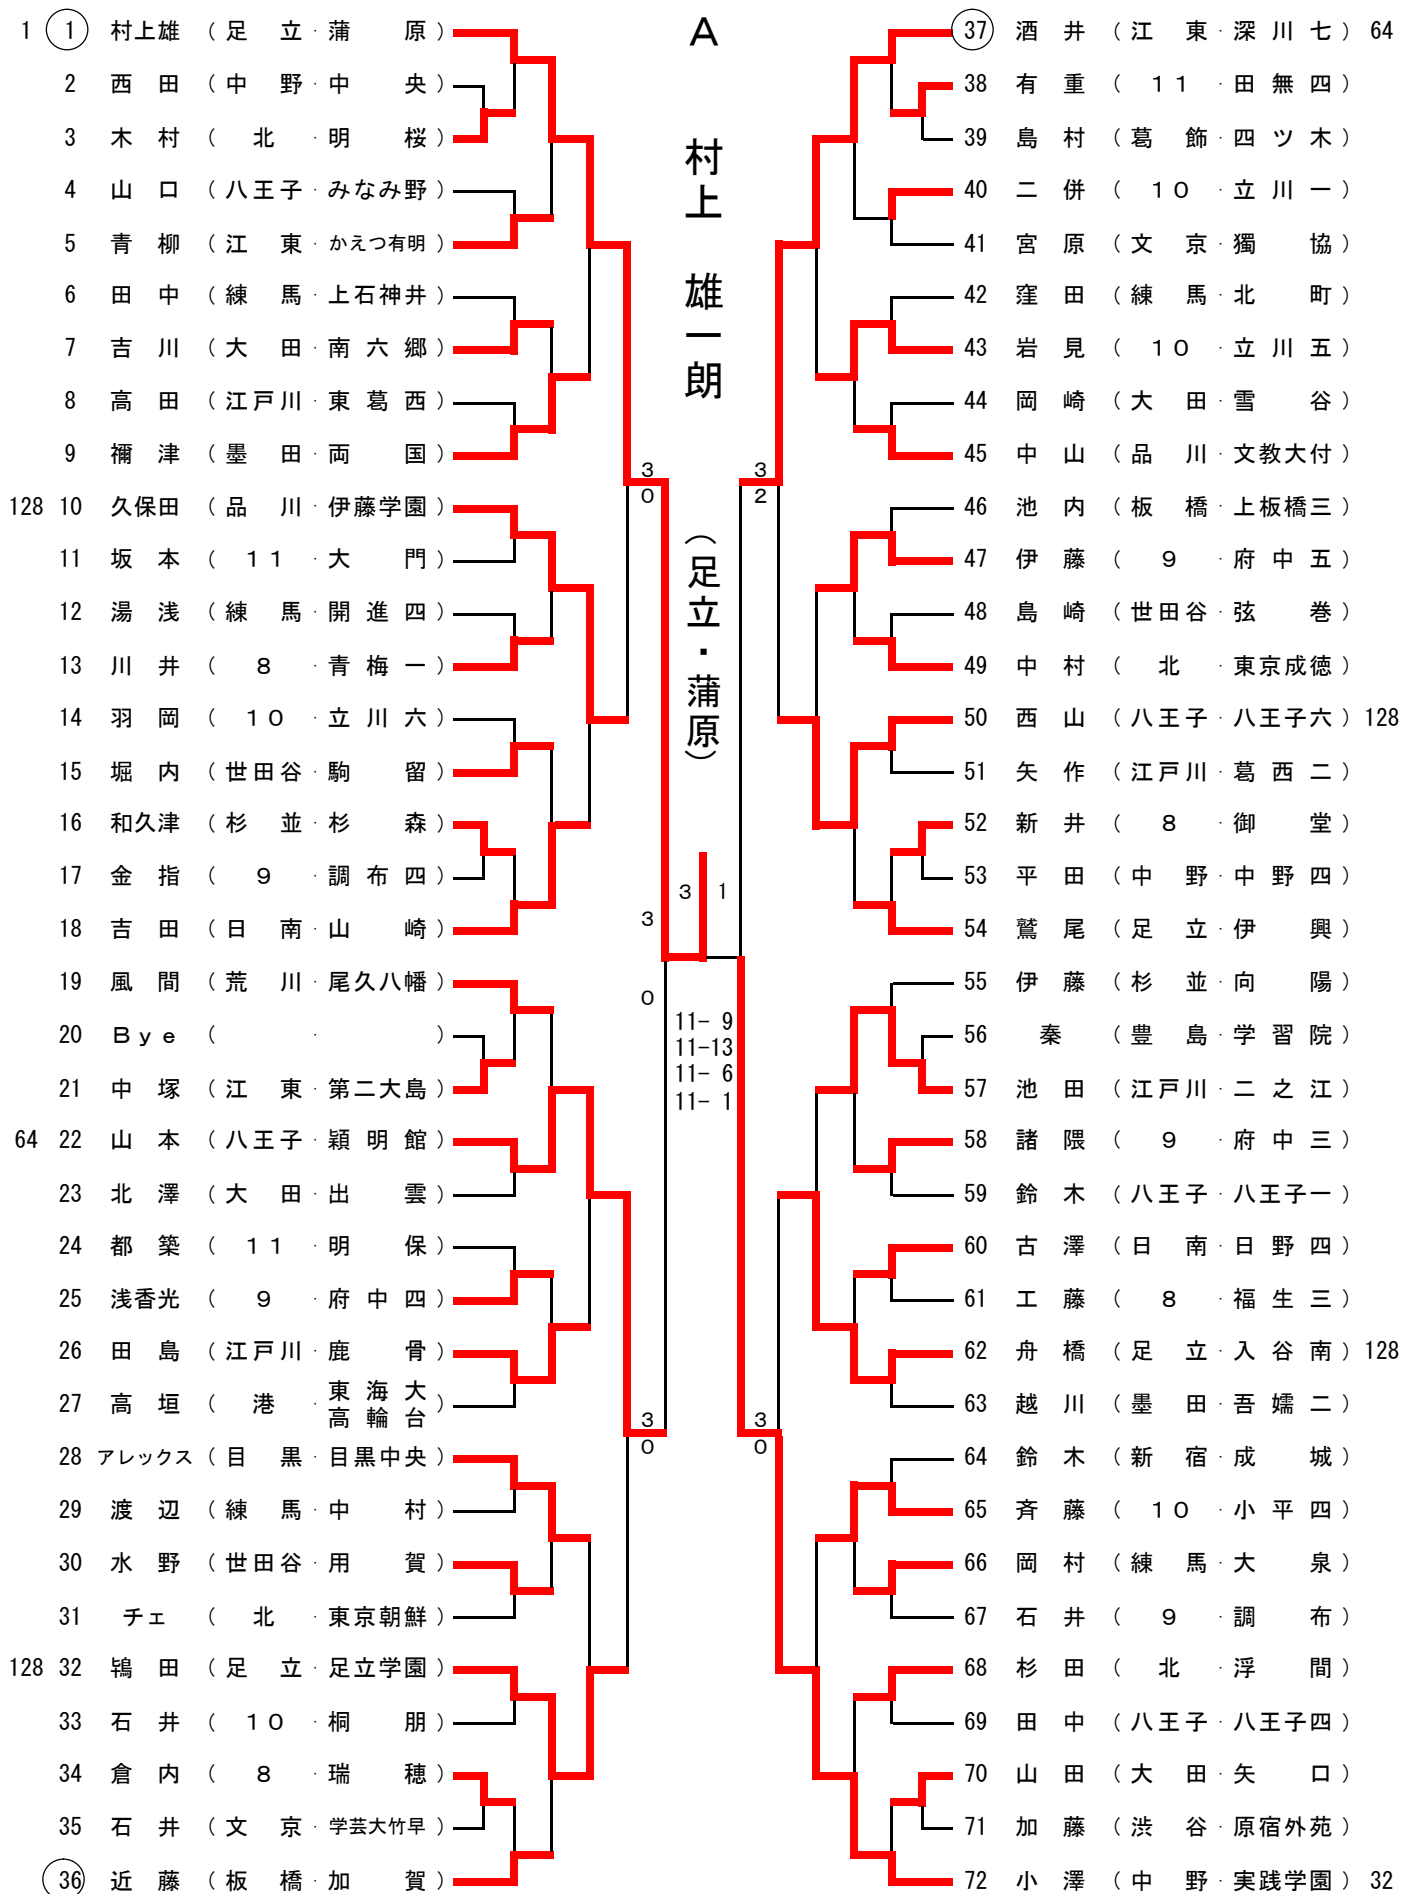 A
村上 雄一朗
（足立・蒲原）
1 1 村上雄 （足 立・蒲 原）
2 西 田 （中 野・中 央）
3 木 村 （ 北 ・明 桜）
4 山 口 （八王子・みなみ野）
5 青 柳 （江 東・かえつ有明）
6 田 中 （練 馬・上石神井）
7 吉 川 （大 田・南六郷）
8 高 田 （江戸川・東葛西）
9 禰 津 （墨 田・両 国）
128 10 久保田 （品 川・伊藤学園）
11 坂 本 （ 11 ・大 門）
12 湯 浅 （練 馬・開進四）
13 川 井 （ 8 ・青梅一）
14 羽 岡 （ 10 ・立川六）
15 堀 内 （世田谷・駒 留）
16 和久津 （杉 並・杉 森）
17 金 指 （ 9 ・調布四）
18 吉 田 （日 南・山 崎）
19 風 間 （荒 川・尾久八幡）
20 Ｂｙｅ （ ・ ）
21 中 塚 （江 東・第二大島）
64 22 山 本 （八王子・穎明館）
23 北 澤 （大 田・出 雲）
24 都 築 （ 11 ・明 保）
25 浅香光 （ 9 ・府中四）
26 田 島 （江戸川・鹿 骨）
27 高 垣 （ 港 ・東海大高輪台）
28 アレックス （目 黒・目黒中央）
29 渡 辺 （練 馬・中 村）
30 水 野 （世田谷・用 賀）
31 チェ （ 北 ・東京朝鮮）
128 32 鴇 田 （足 立・足立学園）
33 石 井 （ 10 ・桐 朋）
34 倉 内 （ 8 ・瑞 穂）
35 石 井 （文 京・学芸大竹早）
36 近 藤 （板 橋・加 賀）
3
0
3
0
3
0
3 1
11- 9
11-13
11- 6
11- 1
3
2
3
0
37 酒 井 （江 東・深川七） 64
38 有 重 （ 11 ・田無四）
39 島 村 （葛 飾・四ツ木）
40 二 併 （ 10 ・立川一）
41 宮 原 （文 京・獨 協）
42 窪 田 （練 馬・北 町）
43 岩 見 （ 10 ・立川五）
44 岡 崎 （大 田・雪 谷）
45 中 山 （品 川・文教大付）
46 池 内 （板 橋・上板橋三）
47 伊 藤 （ 9 ・府中五）
48 島 崎 （世田谷・弦 巻）
49 中 村 （ 北 ・東京成徳）
50 西 山 （八王子・八王子六） 128
51 矢 作 （江戸川・葛西二）
52 新 井 （ 8 ・御 堂）
53 平 田 （中 野・中野四）
54 鷲 尾 （足 立・伊 興）
55 伊 藤 （杉 並・向 陽）
56 秦 （豊 島・学習院）
57 池 田 （江戸川・二之江）
58 諸 隈 （ 9 ・府中三）
59 鈴 木 （八王子・八王子一）
60 古 澤 （日 南・日野四）
61 工 藤 （ 8 ・福生三）
62 舟 橋 （足 立・入谷南） 128
63 越 川 （墨 田・吾嬬二）
64 鈴 木 （新 宿・成 城）
65 斉 藤 （ 10 ・小平四）
66 岡 村 （練 馬・大 泉）
67 石 井 （ 9 ・調 布）
68 杉 田 （ 北 ・浮 間）
69 田 中 （八王子・八王子四）
70 山 田 （大 田・矢 口）
71 加 藤 （渋 谷・原宿外苑）
72 小 澤 （中 野・実践学園） 32